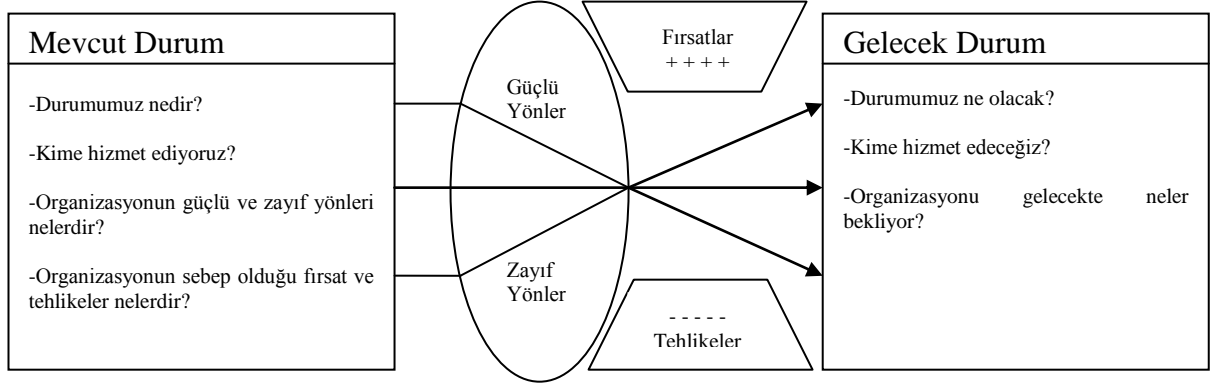 Mevcut Durum
-Durumumuz nedir?
-Kime hizmet ediyoruz?
-Organizasyonun güçlü ve zayıf yönleri
nelerdir?
-Organizasyonun sebep olduğu fırsat ve
tehlikeler nelerdir?
Güçlü
Yönler
Zayıf
Yönler
Fırsatlar
+ + + +
- - - - -
Tehlikeler
Gelecek Durum
-Durumumuz ne olacak?
-Kime hizmet edeceğiz?
-Organizasyonu gelecekte neler
bekliyor?